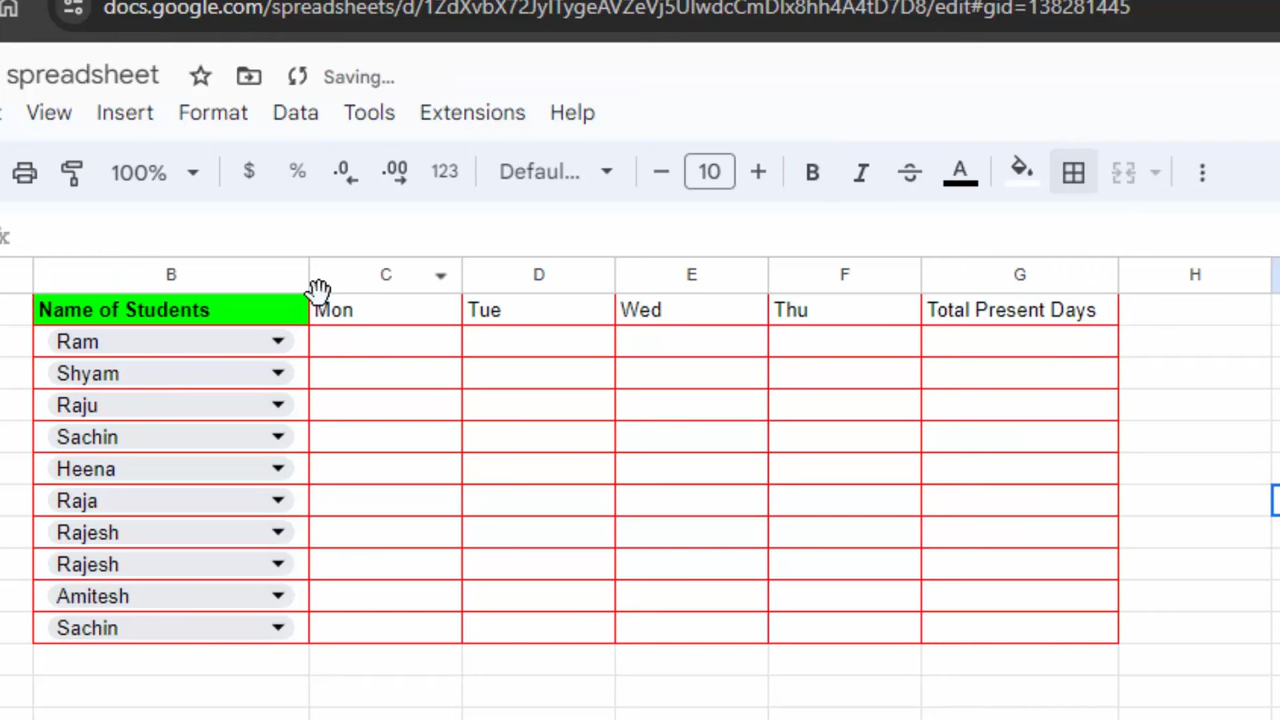 docs.google.com/spreadsheets/d/1ZdXvbX72JylTygeAVZeVj5UlwdcCmDlx8hh4A4tD7D8/edit#gid=138281445
spreadsheet Saving...
View Insert Format Data Tools Extensions Help
100% $ % .0 .00 123 Defaul... 10 B I A
B C D E F G H
Name of Students Mon Tue Wed Thu Total Present Days
Ram
Shyam
Raju
Sachin
Heena
Raja
Rajesh
Rajesh
Amitesh
Sachin